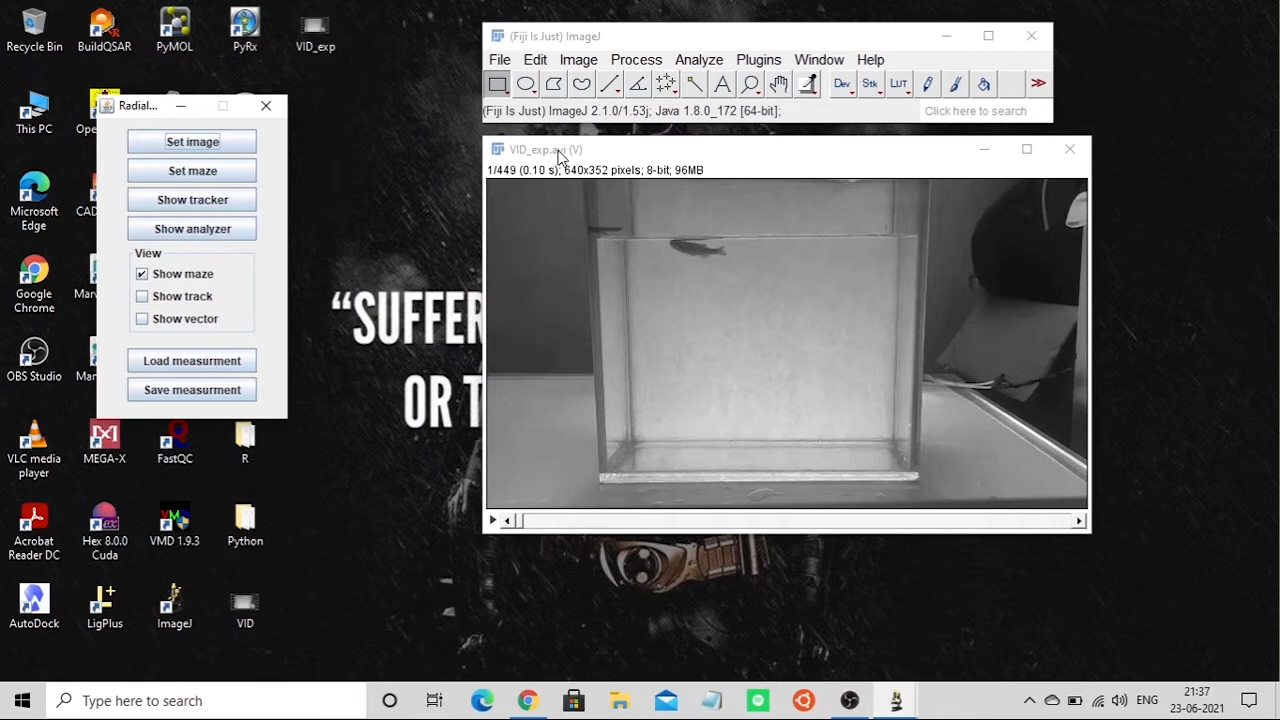 Recycle Bin
BuildQSAR
PyMOL
PyRx
VID_exp
This PC
Microsoft
Edge
Google
Chrome
OBS Studio
VLC media
player
MEGA-X
FastQC
R
Acrobat
Reader DC
Hex 8.0.0
Cuda
VMD 1.9.3
Python
AutoDock
LigPlus
ImageJ
VID
Radial...
Set image
Set maze
Show tracker
Show analyzer
View
Show maze
Show track
Show vector
Load measurment
Save measurment
“SUFFER
OR T
(Fiji Is Just) ImageJ
File Edit Image Process Analyze Plugins Window Help
Dev Stk LUT
(Fiji Is Just) ImageJ 2.1.0/1.53j; Java 1.8.0_172 [64-bit];
Click here to search
VID_exp.avi (V)
1/449 (0.10 s); 640x352 pixels; 8-bit; 96MB
Type here to search
ENG
21:37
23-06-2021